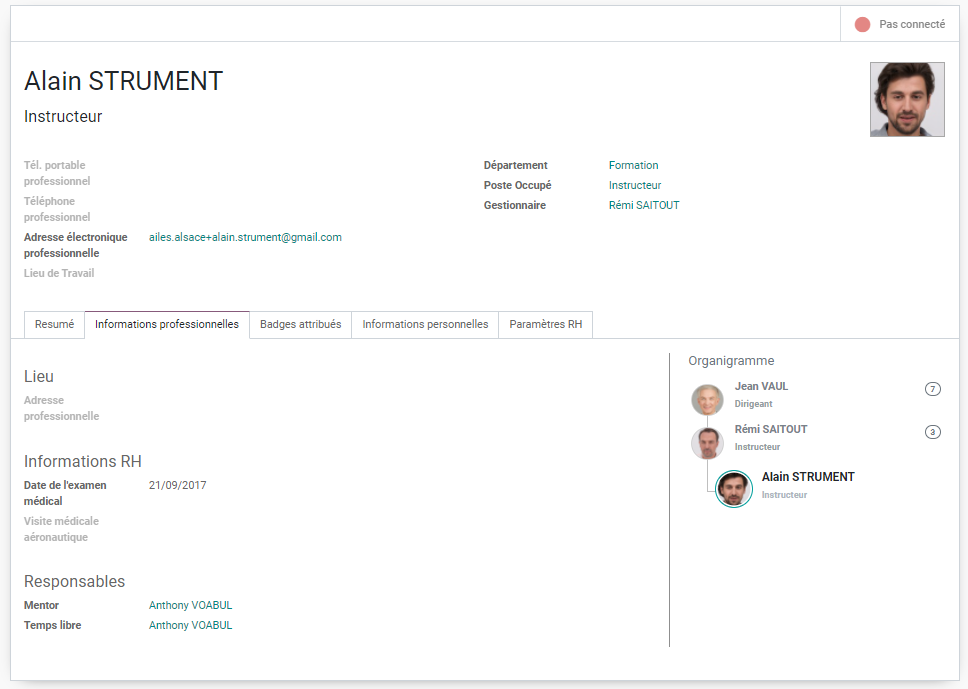 Pas connecté
Alain STRUMENT
Instructeur
Tél. portable
professionnel
Téléphone
professionnel
Adresse électronique
professionnelle
ailes.alsace+alain.strument@gmail.com
Lieu de Travail
Département
Formation
Poste Occupé
Instructeur
Gestionnaire
Rémi SAITOUT
Resumé
Informations professionnelles
Badges attribués
Informations personnelles
Paramètres RH
Lieu
Adresse
professionnelle
Informations RH
Date de l'examen
médical
21/09/2017
Visite médicale
aéronautique
Responsables
Mentor
Anthony VOABUL
Temps libre
Anthony VOABUL
Organigramme
Jean VAUL
Dirigeant
7
Rémi SAITOUT
Instructeur
3
Alain STRUMENT
Instructeur